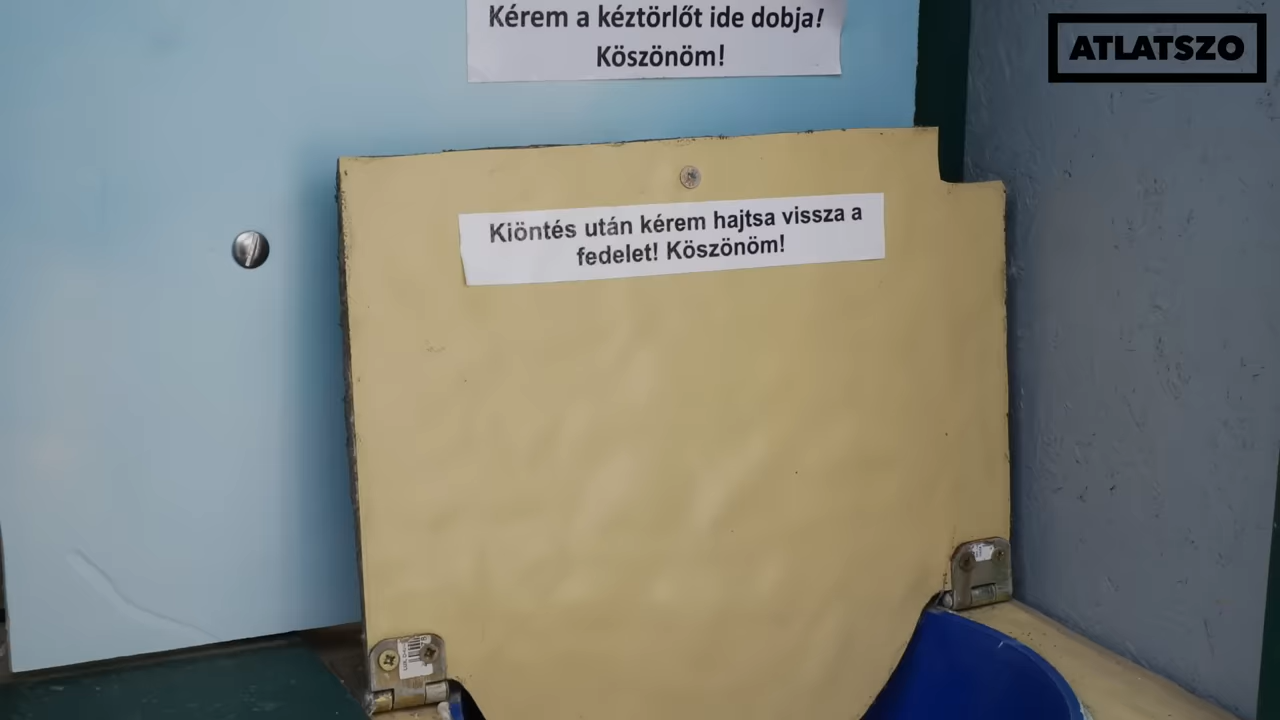 Kérem a kéztörlőt ide dobja!
Köszönöm!
ATLATSZO
Kiöntés után kérem hajtsa vissza a
fedelet! Köszönöm!